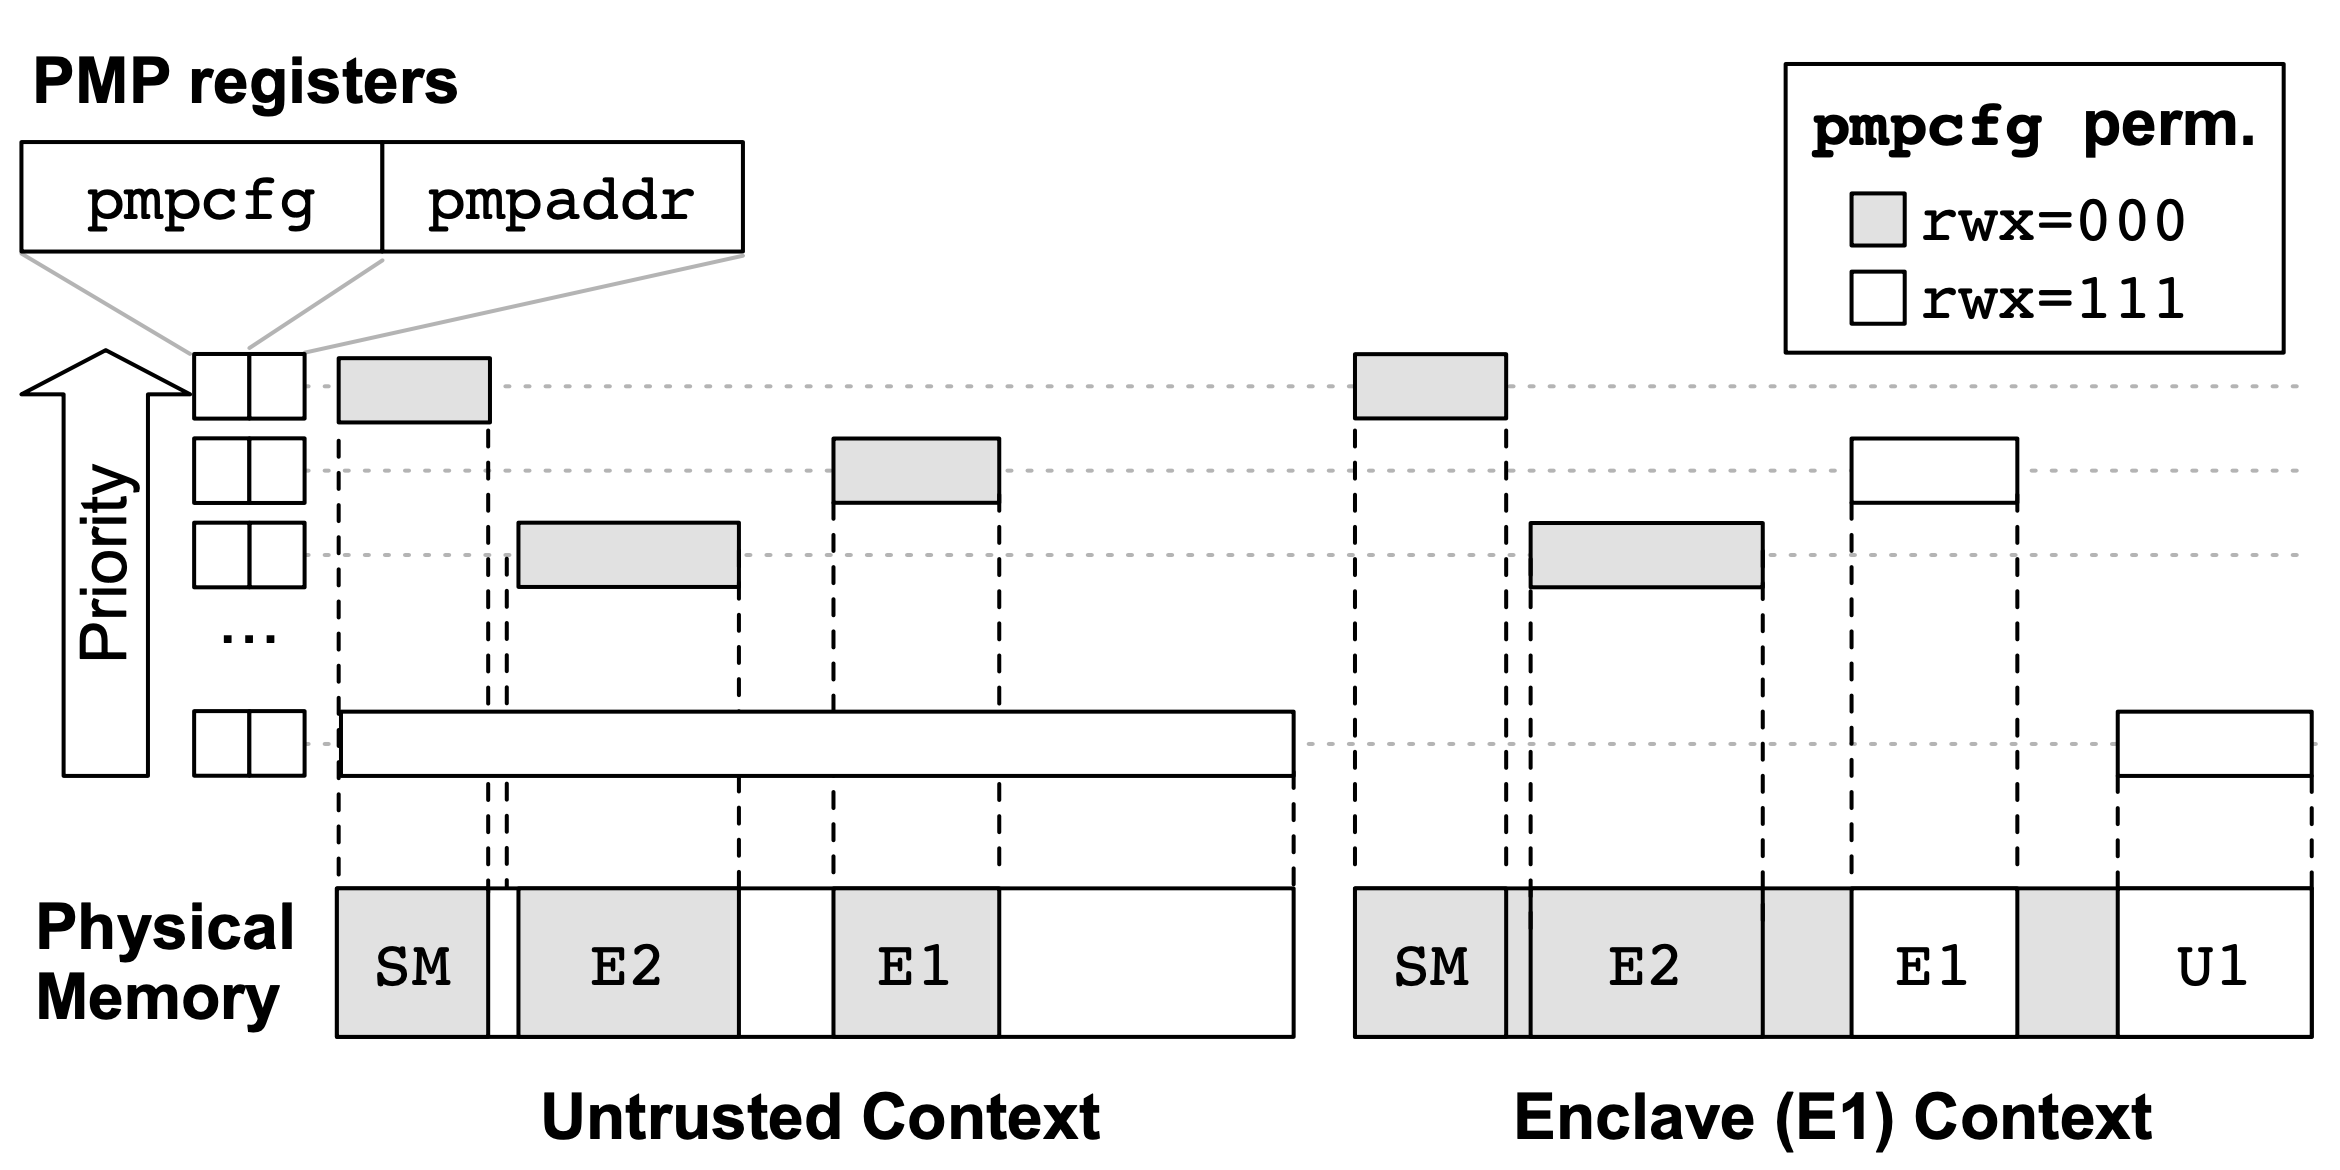 PMP registers
pmpcfg pmpaddr
pmpcfg perm.
rwx=000
rwx=111
Priority
...
Physical
Memory
SM E2 E1
SM E2 E1 U1
Untrusted Context
Enclave (E1) Context